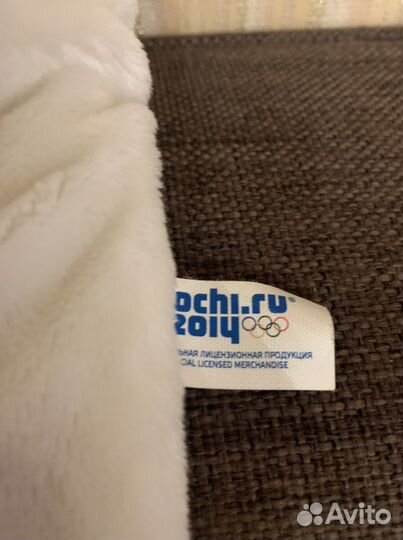 ochi.ru®
2014
ЬНАЯ ЛИЦЕНЗИОННАЯ ПРОДУКЦИЯ
CIAL LICENSED MERCHANDISE
Avito